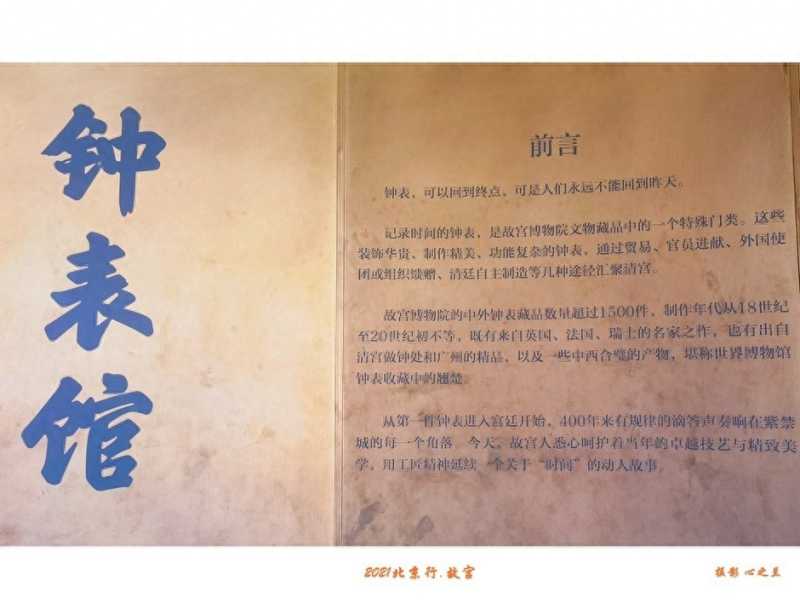 钟表馆
前言
钟表，可以回到终点，可是人们永远不能回到昨天。
记录时间的钟表，是故宫博物院文物藏品中的一个特殊门类。这些
装饰华贵、制作精美、功能复杂的钟表，通过贸易、官员进献、外国使
团或组织馈赠、清廷自主制造等几种途径汇聚清宫。
故宫博物院的中外钟表藏品数量超过1500件，制作年代从18世纪
至20世纪初不等，既有来自英国、法国、瑞士的名家之作，也有出自
清宫做钟处和广州的精品，以及一些中西合璧的产物，堪称世界博物馆
钟表收藏中的翘楚。
从第一件钟表进入宫廷开始，400年来有规律的滴答声奏响在紫禁
城的每一个角落。今天，故宫人悉心呵护着当年的卓越技艺与精致美
学，用工匠精神延续一个关于“时间”的动人故事。
2021北京行.故宫
摄影 心之兰